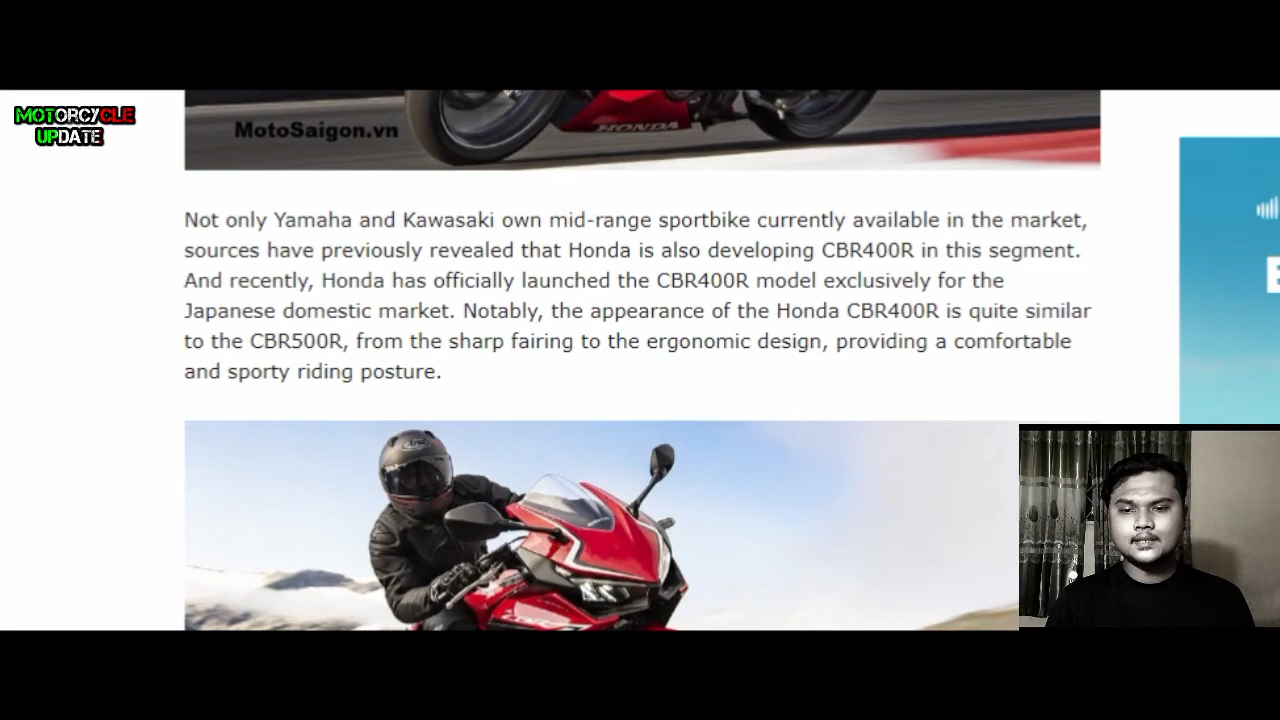 MOTORCYCLE
UPDATE
MotoSaigon.vn
HONDA
Not only Yamaha and Kawasaki own mid-range sportbike currently available in the market,
sources have previously revealed that Honda is also developing CBR400R in this segment.
And recently, Honda has officially launched the CBR400R model exclusively for the
Japanese domestic market. Notably, the appearance of the Honda CBR400R is quite similar
to the CBR500R, from the sharp fairing to the ergonomic design, providing a comfortable
and sporty riding posture.